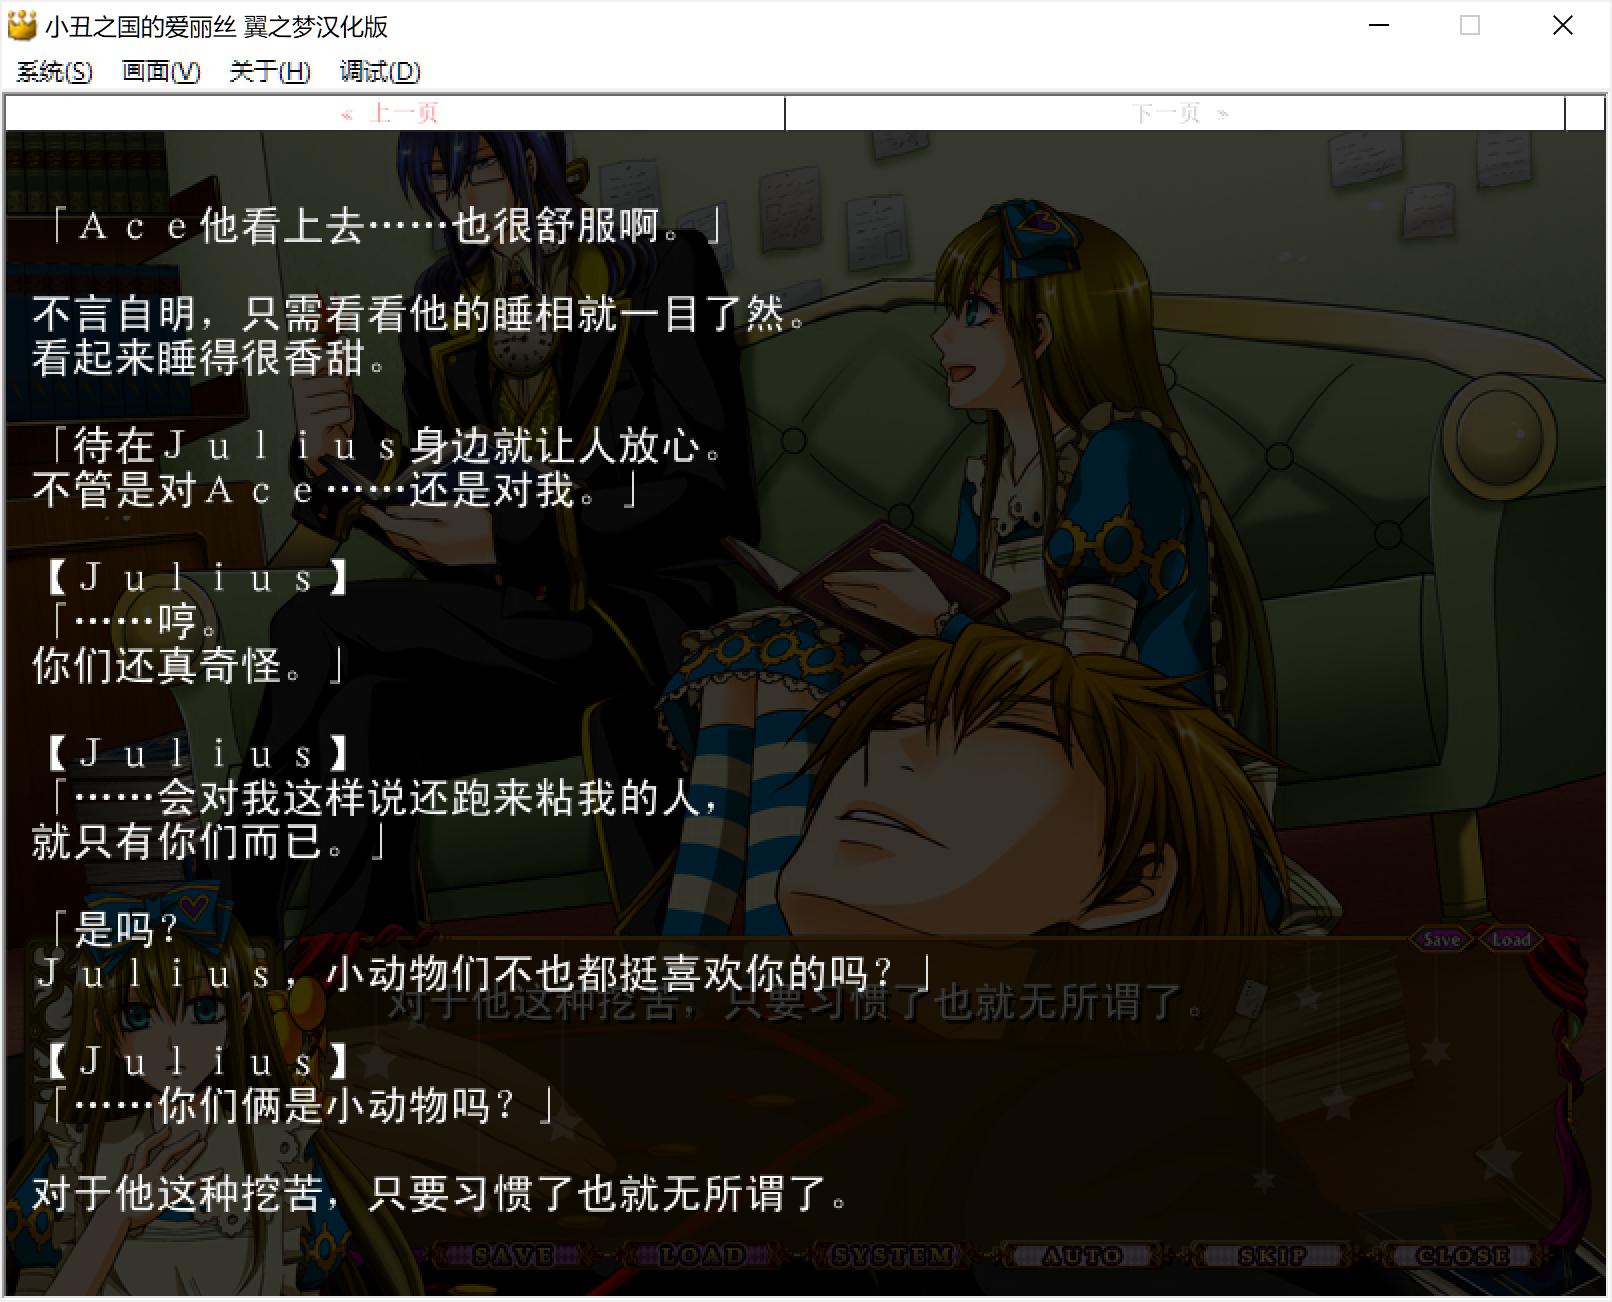 小丑之国的爱丽丝 翼之梦汉化版
系统(S) 画面(V) 关于(H) 调试(D)
« 上一页 下一页 »
「Ace他看上去……也很舒服啊。」
不言自明，只需看看他的睡相就一目了然。
看起来睡得很香甜。
「待在Julius身边就让人放心。
不管是对Ace……还是对我。」
【Julius】
「……哼。
你们还真奇怪。」
【Julius】
「……会对我这样说还跑来粘我的人，
就只有你们而已。」
「是吗？
Julius，小动物们不也都挺喜欢你的吗？」
Save Load
对于他这种挖苦，只要习惯了也就无所谓了。
【Julius】
「……你们俩是小动物吗？」
对于他这种挖苦，只要习惯了也就无所谓了。
SAVE LOAD SYSTEM AUTO SKIP CLOSE